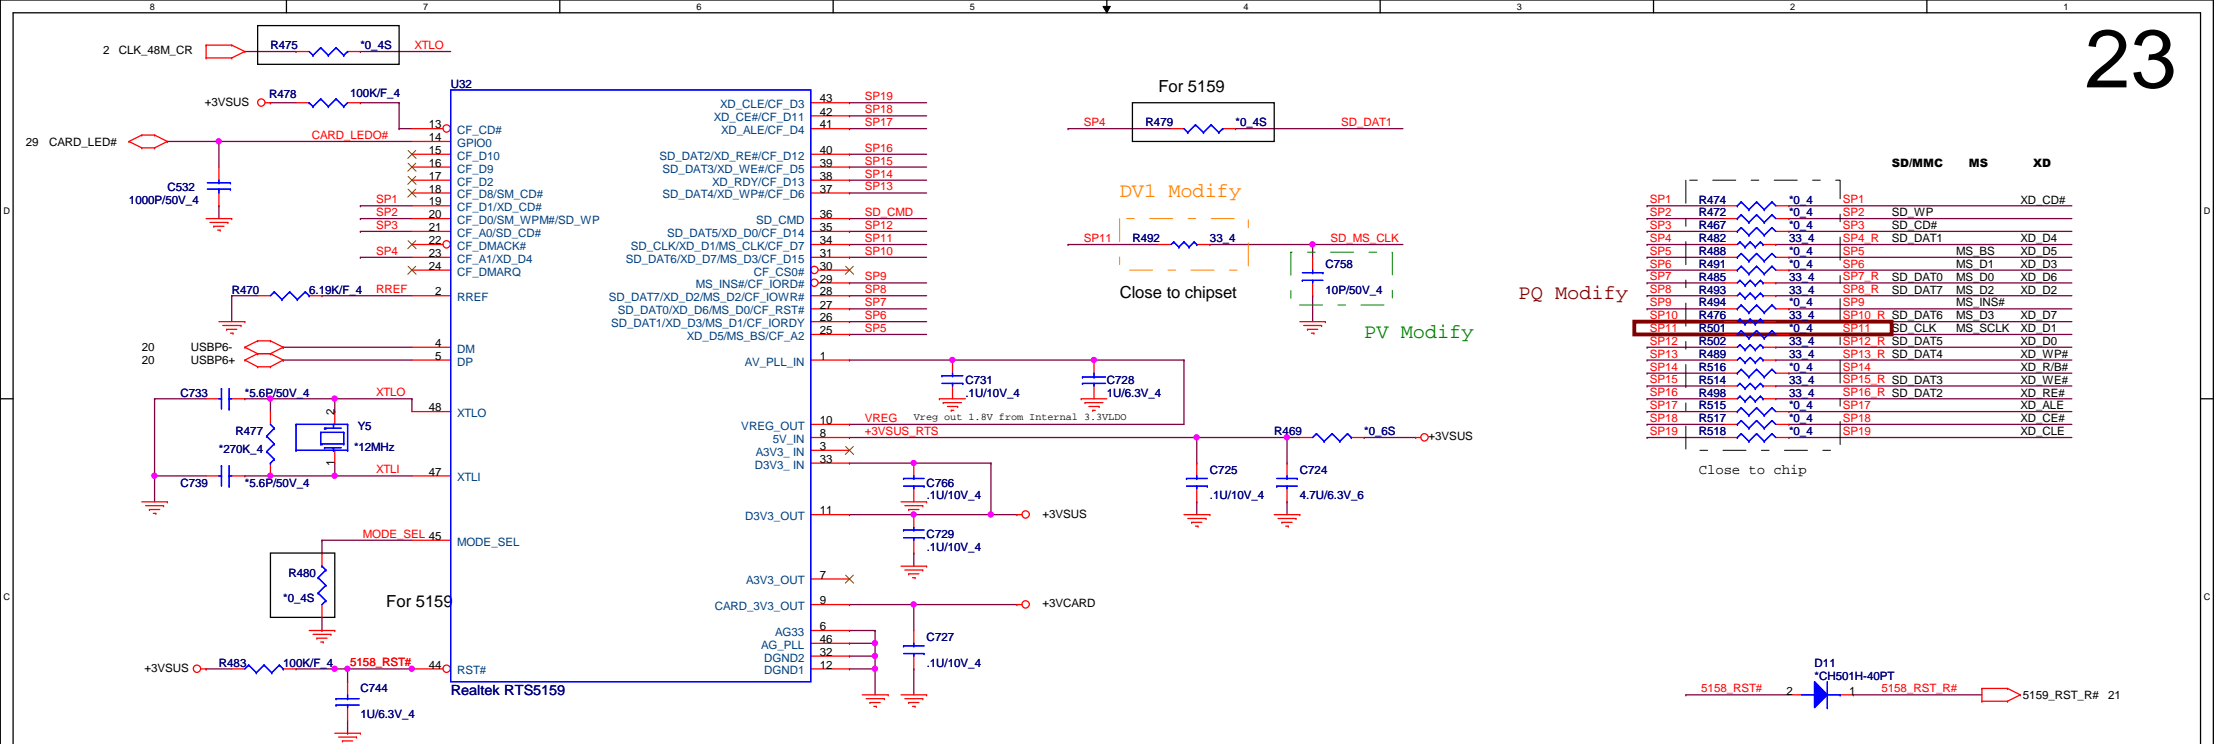 8 7 6 5 4 3 2 1
23
2 CLK_48M_CR R475 *0_4S XTLO
+3VSUS R478 100K/F_4
29 CARD_LED# CARD_LEDO#
C532
1000P/50V_4
U32
13 CF_CD#
14 GPIO0
15 CF_D10
16 CF_D9
17 CF_D2
18 CF_D8/SM_CD#
SP1 19 CF_D1/XD_CD#
SP2 20 CF_D0/SM_WPM#/SD_WP
SP3 21 CF_A0/SD_CD#
22 CF_DMACK#
SP4 23 CF_A1/XD_D4
24 CF_DMARQ
R470 6.19K/F_4 RREF 2 RREF
20 USBP6- 4 DM
20 USBP6+ 5 DP
C733 *5.6P/50V_4 XTLO 48 XTLO
R477
*270K_4
2
Y5
*12MHz
1
C739 *5.6P/50V_4 XTLI 47 XTLI
MODE_SEL 45 MODE_SEL
R480
*0_4S
For 5159
+3VSUS R483 100K/F_4 5158_RST# 44 RST#
C744
1U/6.3V_4
Realtek RTS5159
XD_CLE/CF_D3 43 SP19
XD_CE#/CF_D11 42 SP18
XD_ALE/CF_D4 41 SP17
SD_DAT2/XD_RE#/CF_D12 40 SP16
SD_DAT3/XD_WE#/CF_D5 39 SP15
XD_RDY/CF_D13 38 SP14
SD_DAT4/XD_WP#/CF_D6 37 SP13
SD_CMD 36 SD_CMD
SD_DAT5/XD_D0/CF_D14 35 SP12
SD_CLK/XD_D1/MS_CLK/CF_D7 34 SP11
SD_DAT6/XD_D7/MS_D3/CF_D15 31 SP10
CF_CS0# 30
MS_INS#/CF_IORD# 29 SP9
SD_DAT7/XD_D2/MS_D2/CF_IOWR# 28 SP8
SD_DAT0/XD_D6/MS_D0/CF_RST# 27 SP7
SD_DAT1/XD_D3/MS_D1/CF_IORDY 26 SP6
XD_D5/MS_BS/CF_A2 25 SP5
AV_PLL_IN 1
C731
.1U/10V_4
C728
1U/6.3V_4
Vreg out 1.8V from Internal 3.3VLDO
VREG_OUT 10 VREG
5V_IN 8 +3VSUS_RTS R469 *0_6S +3VSUS
A3V3_ IN 3
D3V3_ IN 33
C766
.1U/10V_4
C725
.1U/10V_4
C724
4.7U/6.3V_6
D3V3_OUT 11 +3VSUS
C729
.1U/10V_4
A3V3_OUT 7
CARD_3V3_OUT 9 +3VCARD
C727
.1U/10V_4
AG33 6
AG_PLL 46
DGND2 32
DGND1 12
For 5159
SP4 R479 *0_4S SD_DAT1
DV1 Modify
SP11 R492 33_4 SD_MS_CLK
C758
10P/50V_4
Close to chipset
PV Modify
PQ Modify
SD/MMC MS XD
SP1 R474 *0_4 SP1 XD_CD#
SP2 R472 *0_4 SP2 SD_WP
SP3 R467 *0_4 SP3 SD_CD#
SP4 R482 33_4 SP4_R SD_DAT1 XD_D4
SP5 R488 *0_4 SP5 MS_BS XD_D5
SP6 R491 *0_4 SP6 MS_D1 XD_D3
SP7 R485 33_4 SP7_R SD_DAT0 MS_D0 XD_D6
SP8 R493 33_4 SP8_R SD_DAT7 MS_D2 XD_D2
SP9 R494 *0_4 SP9 MS_INS#
SP10 R476 33_4 SP10_R SD_DAT6 MS_D3 XD_D7
SP11 R501 *0_4 SP11 SD_CLK MS_SCLK XD_D1
SP12 R502 33_4 SP12_R SD_DAT5 XD_D0
SP13 R489 33_4 SP13_R SD_DAT4 XD_WP#
SP14 R516 *0_4 SP14 XD_R/B#
SP15 R514 33_4 SP15_R SD_DAT3 XD_WE#
SP16 R498 33_4 SP16_R SD_DAT2 XD_RE#
SP17 R515 *0_4 SP17 XD_ALE
SP18 R517 *0_4 SP18 XD_CE#
SP19 R518 *0_4 SP19 XD_CLE
Close to chip
D11
*CH501H-40PT
5158_RST# 2 1 5158_RST_R# 5159_RST_R# 21
D D
C C